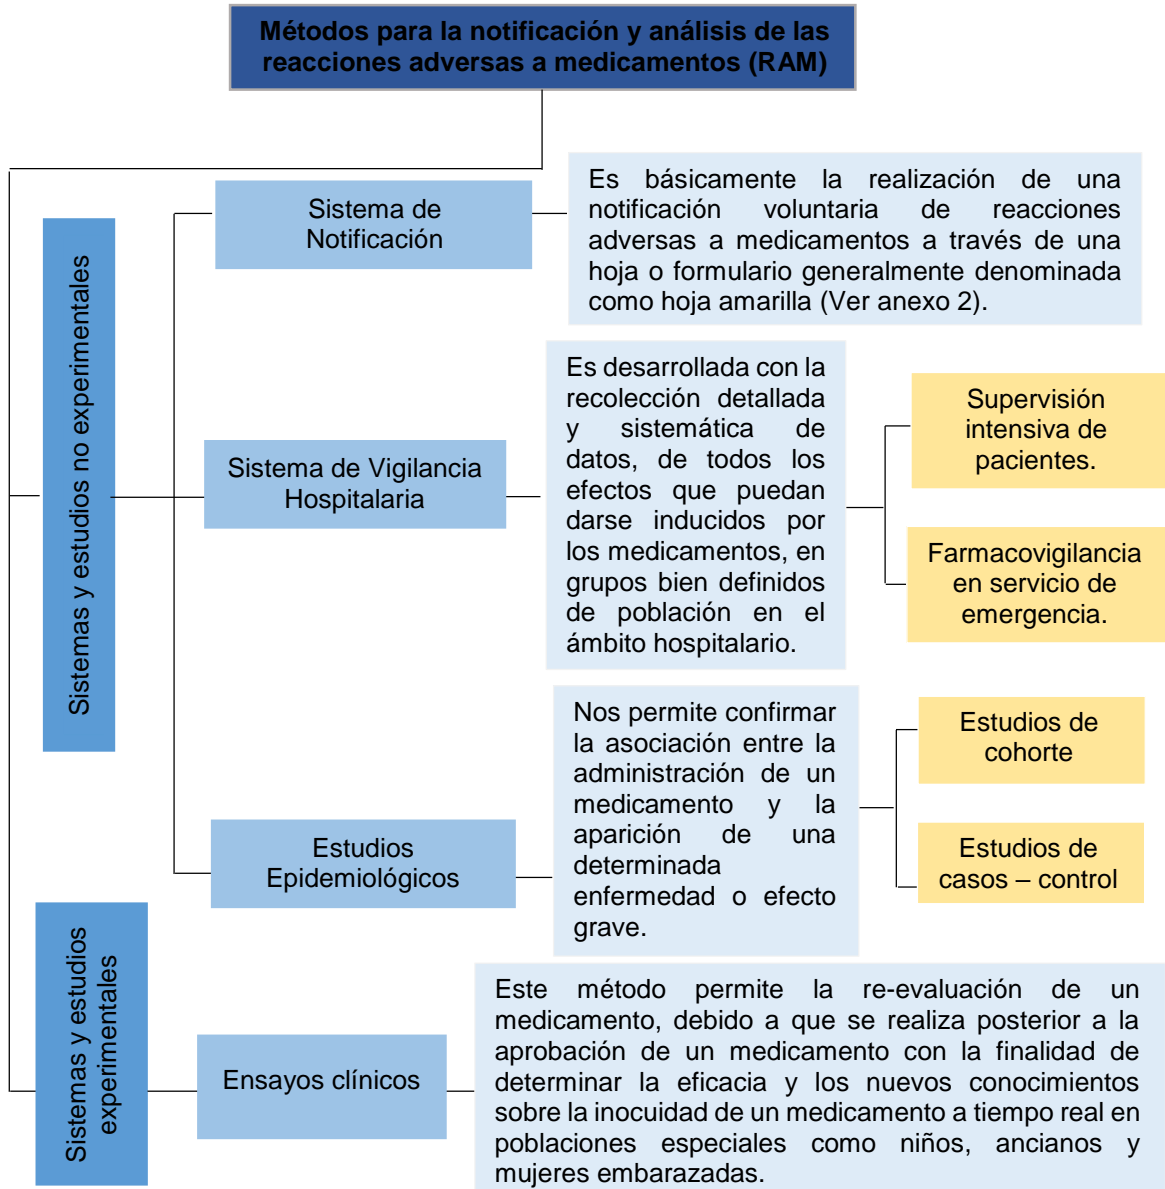 Métodos para la notificación y análisis de las
reacciones adversas a medicamentos (RAM)
Sistemas y estudios no experimentales
Sistema de
Notificación
Es básicamente la realización de una
notificación voluntaria de reacciones
adversas a medicamentos a través de una
hoja o formulario generalmente denominada
como hoja amarilla (Ver anexo 2).
Sistema de Vigilancia
Hospitalaria
Es desarrollada con la
recolección detallada
y sistemática de
datos, de todos los
efectos que puedan
darse inducidos por
los medicamentos, en
grupos bien definidos
de población en el
ámbito hospitalario.
Supervisión
intensiva de
pacientes.
Farmacovigilancia
en servicio de
emergencia.
Estudios
Epidemiológicos
Nos permite confirmar
la asociación entre la
administración de un
medicamento y la
aparición de una
determinada
enfermedad o efecto
grave.
Estudios de
cohorte
Estudios de
casos – control
Sistemas y estudios
experimentales
Ensayos clínicos
Este método permite la re-evaluación de un
medicamento, debido a que se realiza posterior a la
aprobación de un medicamento con la finalidad de
determinar la eficacia y los nuevos conocimientos
sobre la inocuidad de un medicamento a tiempo real en
poblaciones especiales como niños, ancianos y
mujeres embarazadas.